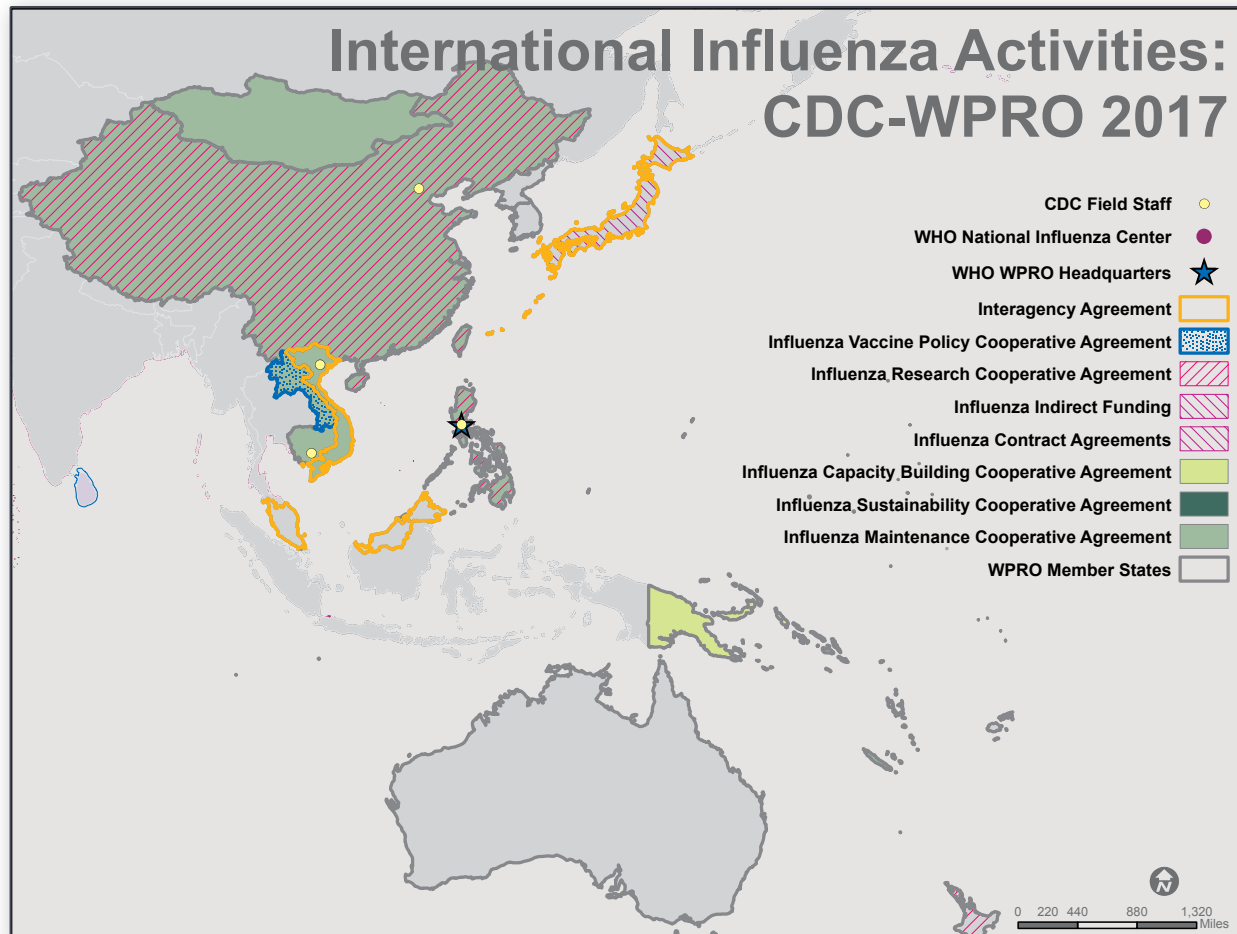 International Influenza Activities:
CDC-WPRO 2017
CDC Field Staff
WHO National Influenza Center
WHO WPRO Headquarters
Interagency Agreement
Influenza Vaccine Policy Cooperative Agreement
Influenza Research Cooperative Agreement
Influenza Indirect Funding
Influenza Contract Agreements
Influenza Capacity Building Cooperative Agreement
Influenza Sustainability Cooperative Agreement
Influenza Maintenance Cooperative Agreement
WPRO Member States
N
0 220 440 880 1,320
Miles